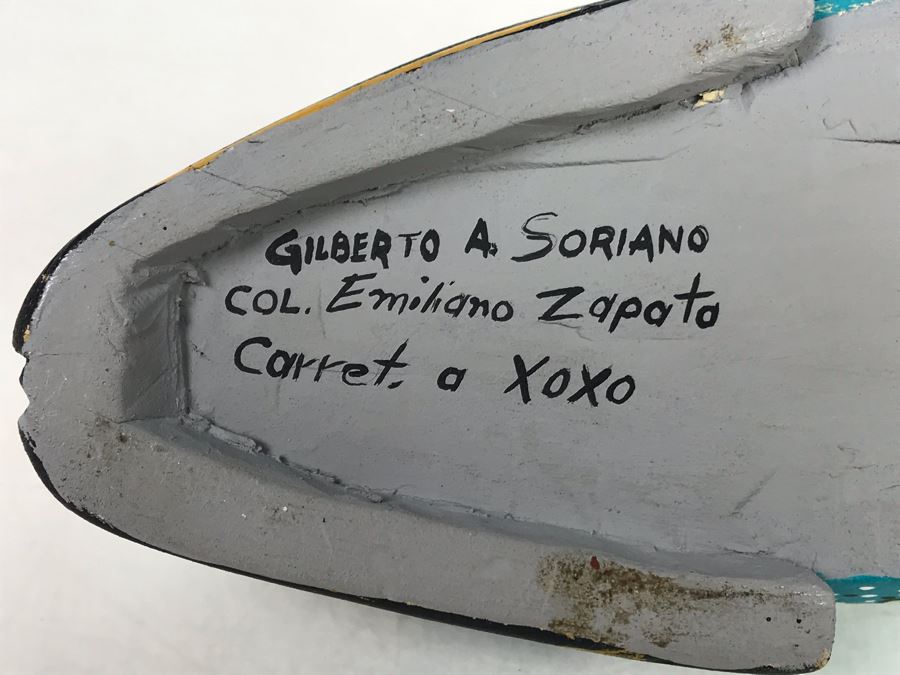 GILBERTO A. SORIANO
COL. Emiliano Zapata
Carret. a XOXO